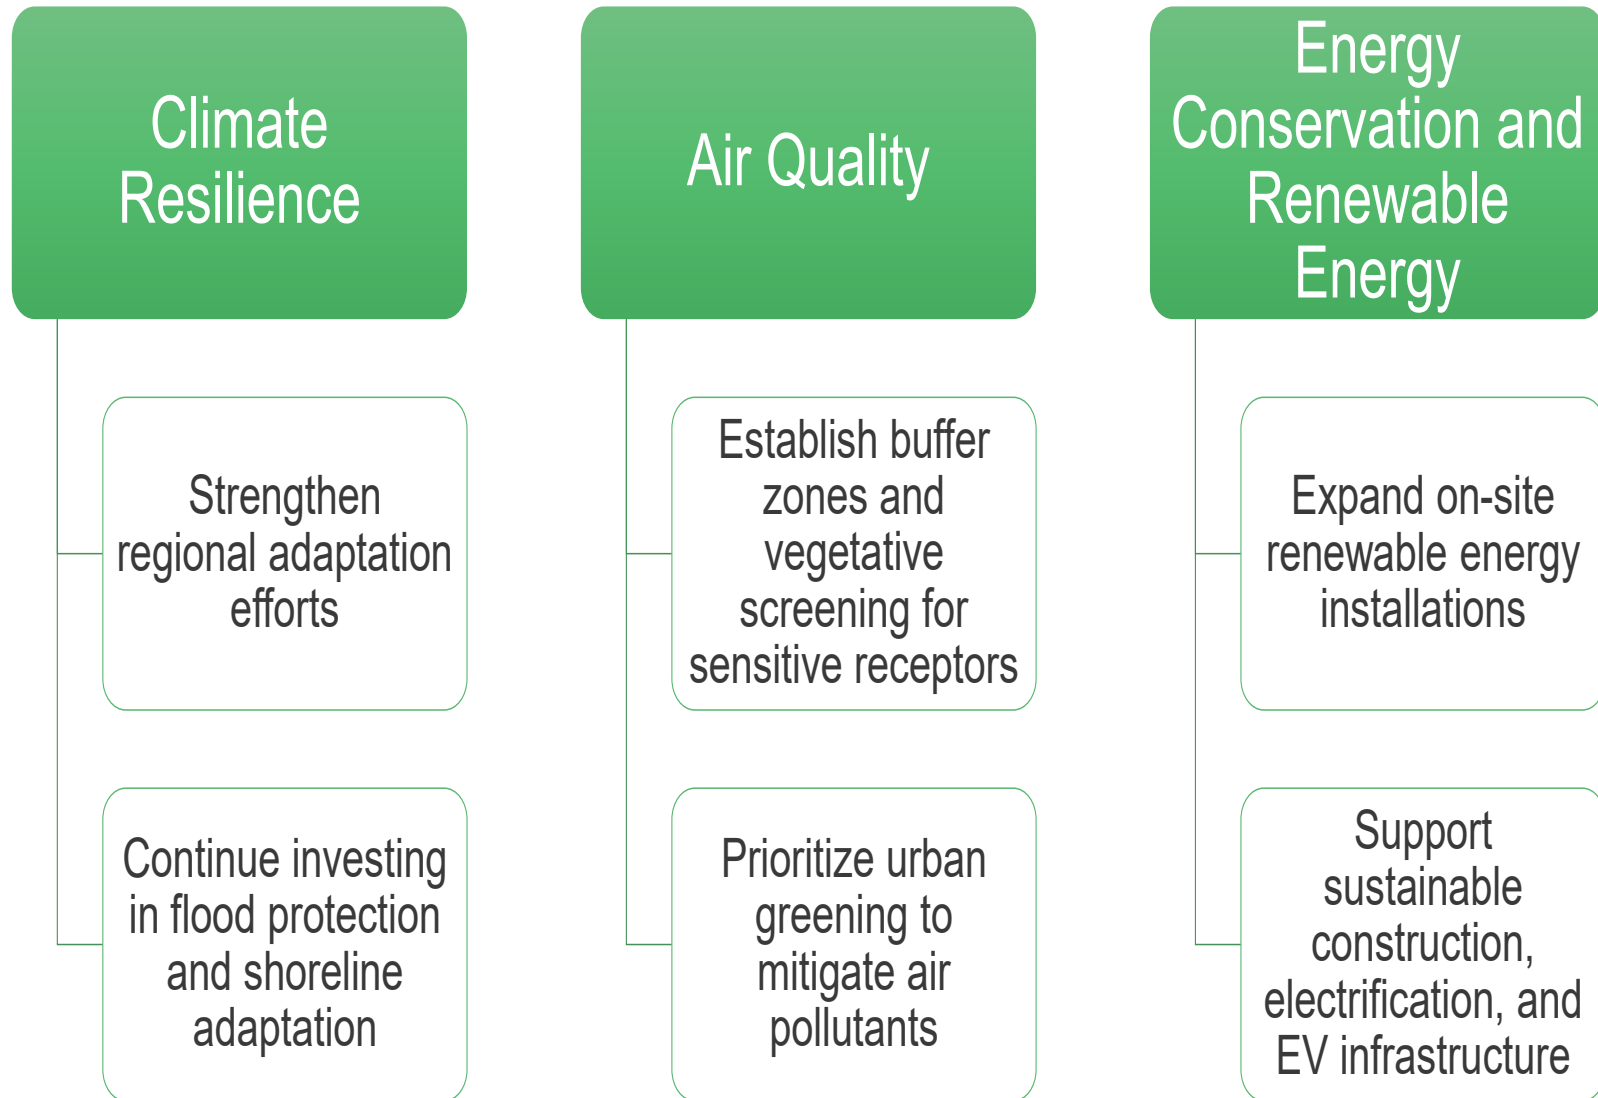 Climate
Resilience
Strengthen
regional adaptation
efforts
Continue investing
in flood protection
and shoreline
adaptation
Air Quality
Establish buffer
zones and
vegetative
screening for
sensitive receptors
Prioritize urban
greening to
mitigate air
pollutants
Energy
Conservation and
Renewable
Energy
Expand on-site
renewable energy
installations
Support
sustainable
construction,
electrification, and
EV infrastructure